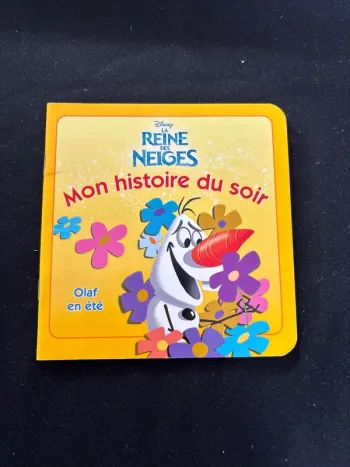 Disney
LA
REINE
DES
NEIGES
Mon histoire du soir
Olaf
en été